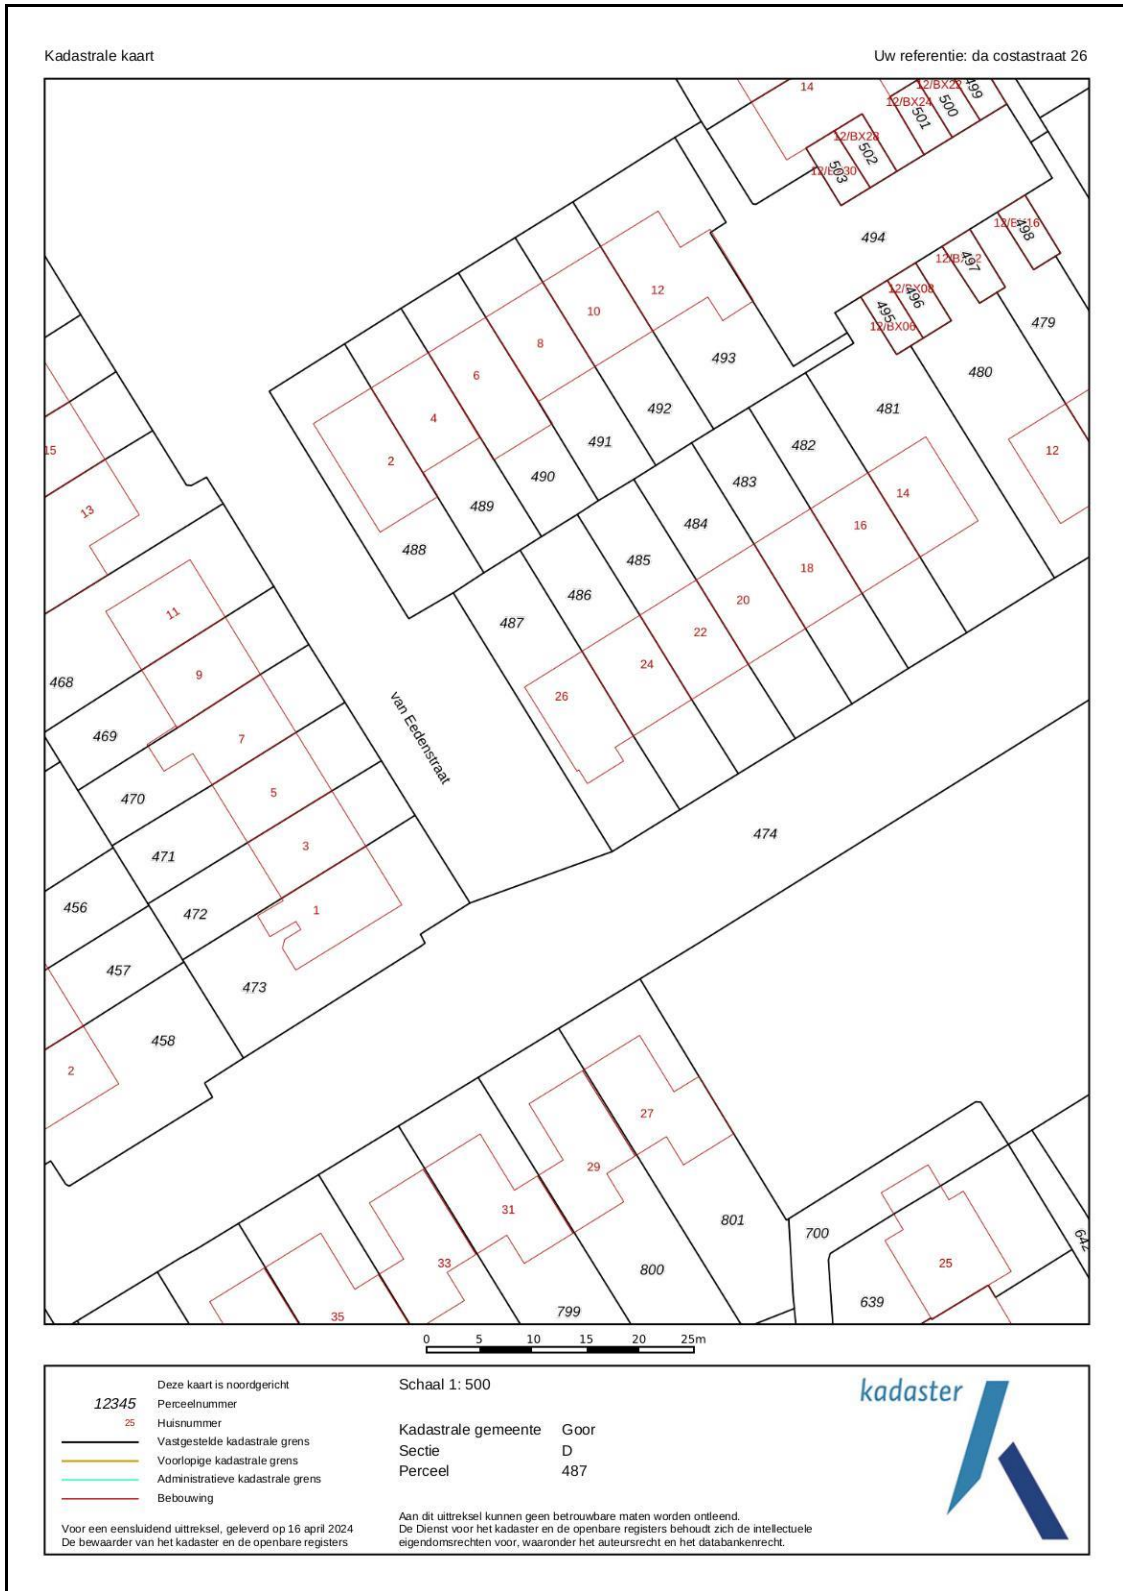 Kadastrale kaart
Uw referentie: da costastraat 26
14
12/BX22
499
12/BX24
500
501
12/BX28
502
503
494
12/BX16
498
12
497
12/BX08
496
495
12/BX06
479
480
10
8
493
6
492
481
4
491
482
2
490
483
12
15
489
484
14
13
488
485
16
486
18
11
487
20
22
9
24
468
26
7
469
van Eedenstraat
5
470
3
471
474
1
472
456
457
473
458
2
27
29
31
801
33
700
800
25
642
799
639
35
0 5 10 15 20 25m
Deze kaart is noordgericht
12345 Perceelnummer
25 Huisnummer
Vastgestelde kadastrale grens
Voorlopige kadastrale grens
Administratieve kadastrale grens
Bebouwing
Voor een eensluidend uittreksel, geleverd op 16 april 2024
De bewaarder van het kadaster en de openbare registers
Schaal 1: 500
Kadastrale gemeente Goor
Sectie D
Perceel 487
Aan dit uittreksel kunnen geen betrouwbare maten worden ontleend.
De Dienst voor het kadaster en de openbare registers behoudt zich de intellectuele
eigendomsrechten voor, waaronder het auteursrecht en het databankenrecht.
kadaster